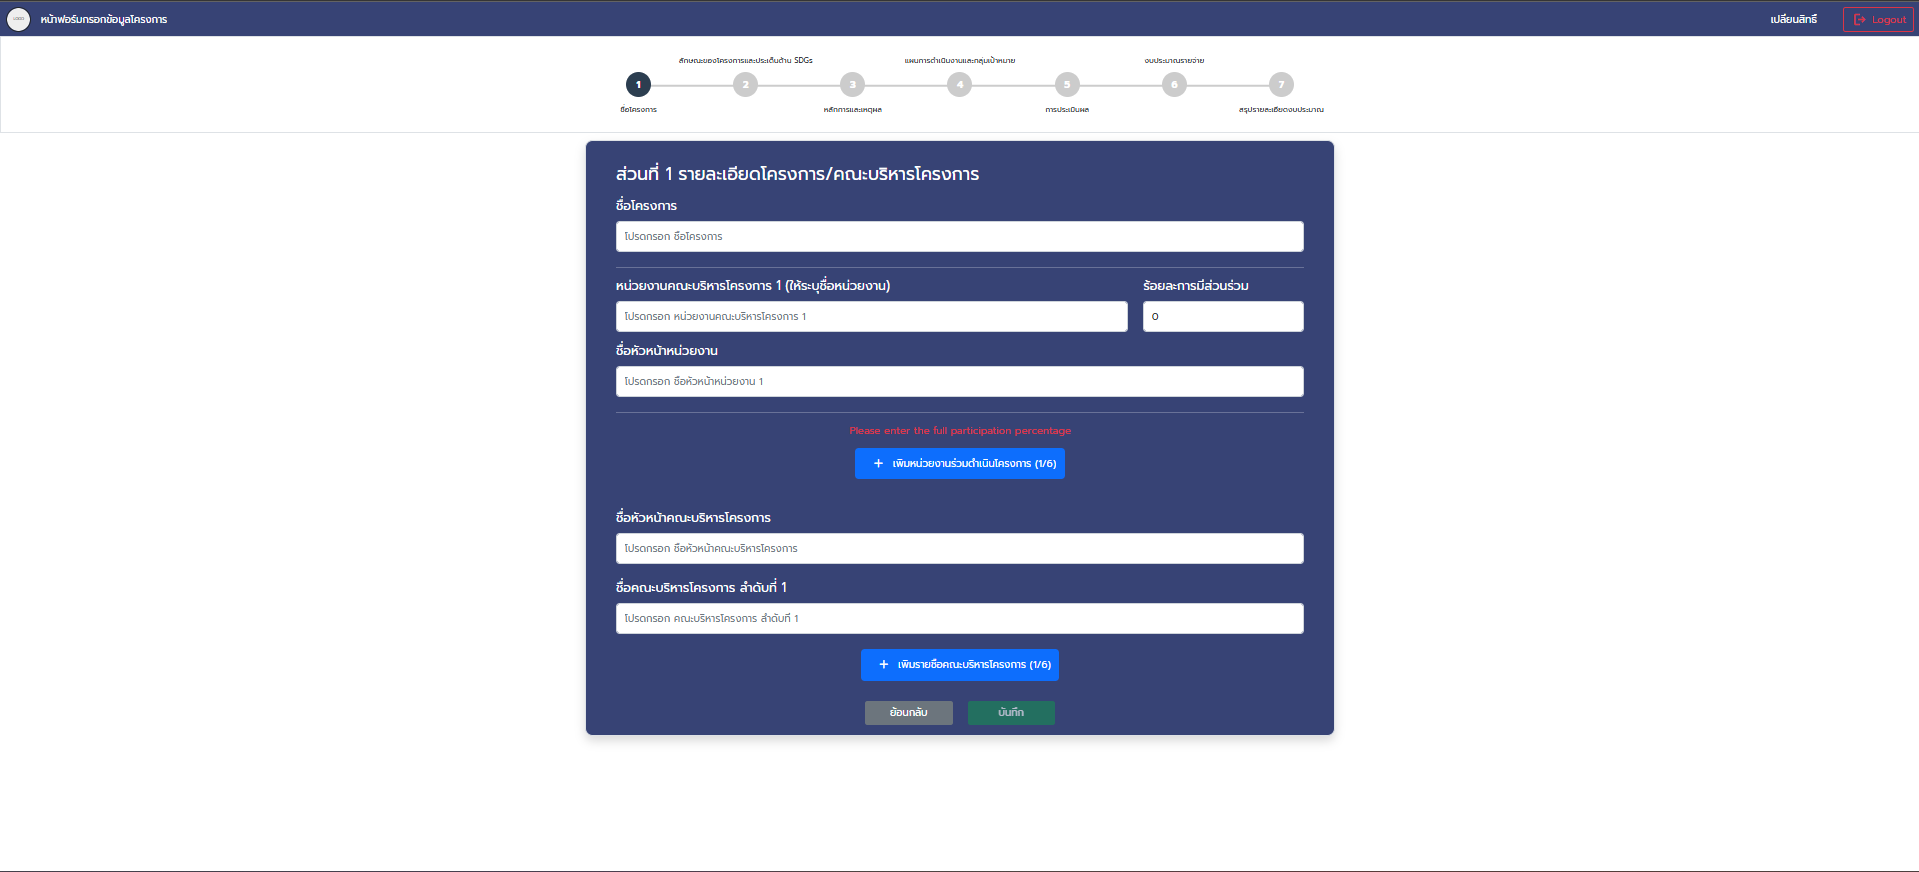 LOGO
หน้าฟอร์มกรอกข้อมูลโครงการ
เปลี่ยนสิทธิ์
Logout
ลักษณะของโครงการและประเด็นด้าน SDGs
แผนการดำเนินงานและกลุ่มเป้าหมาย
งบประมาณรายจ่าย
1 2 3 4 5 6 7
ชื่อโครงการ
หลักการและเหตุผล
การประเมินผล
สรุปรายละเอียดงบประมาณ
ส่วนที่ 1 รายละเอียดโครงการ/คณะบริหารโครงการ
ชื่อโครงการ
โปรดกรอก ชื่อโครงการ
หน่วยงานคณะบริหารโครงการ 1 (ให้ระบุชื่อหน่วยงาน)
ร้อยละการมีส่วนร่วม
โปรดกรอก หน่วยงานคณะบริหารโครงการ 1
0
ชื่อหัวหน้าหน่วยงาน
โปรดกรอก ชื่อหัวหน้าหน่วยงาน 1
Please enter the full participation percentage
+ เพิ่มหน่วยงานร่วมดำเนินโครงการ (1/6)
ชื่อหัวหน้าคณะบริหารโครงการ
โปรดกรอก ชื่อหัวหน้าคณะบริหารโครงการ
ชื่อคณะบริหารโครงการ ลำดับที่ 1
โปรดกรอก คณะบริหารโครงการ ลำดับที่ 1
+ เพิ่มรายชื่อคณะบริหารโครงการ (1/6)
ย้อนกลับ
บันทึก